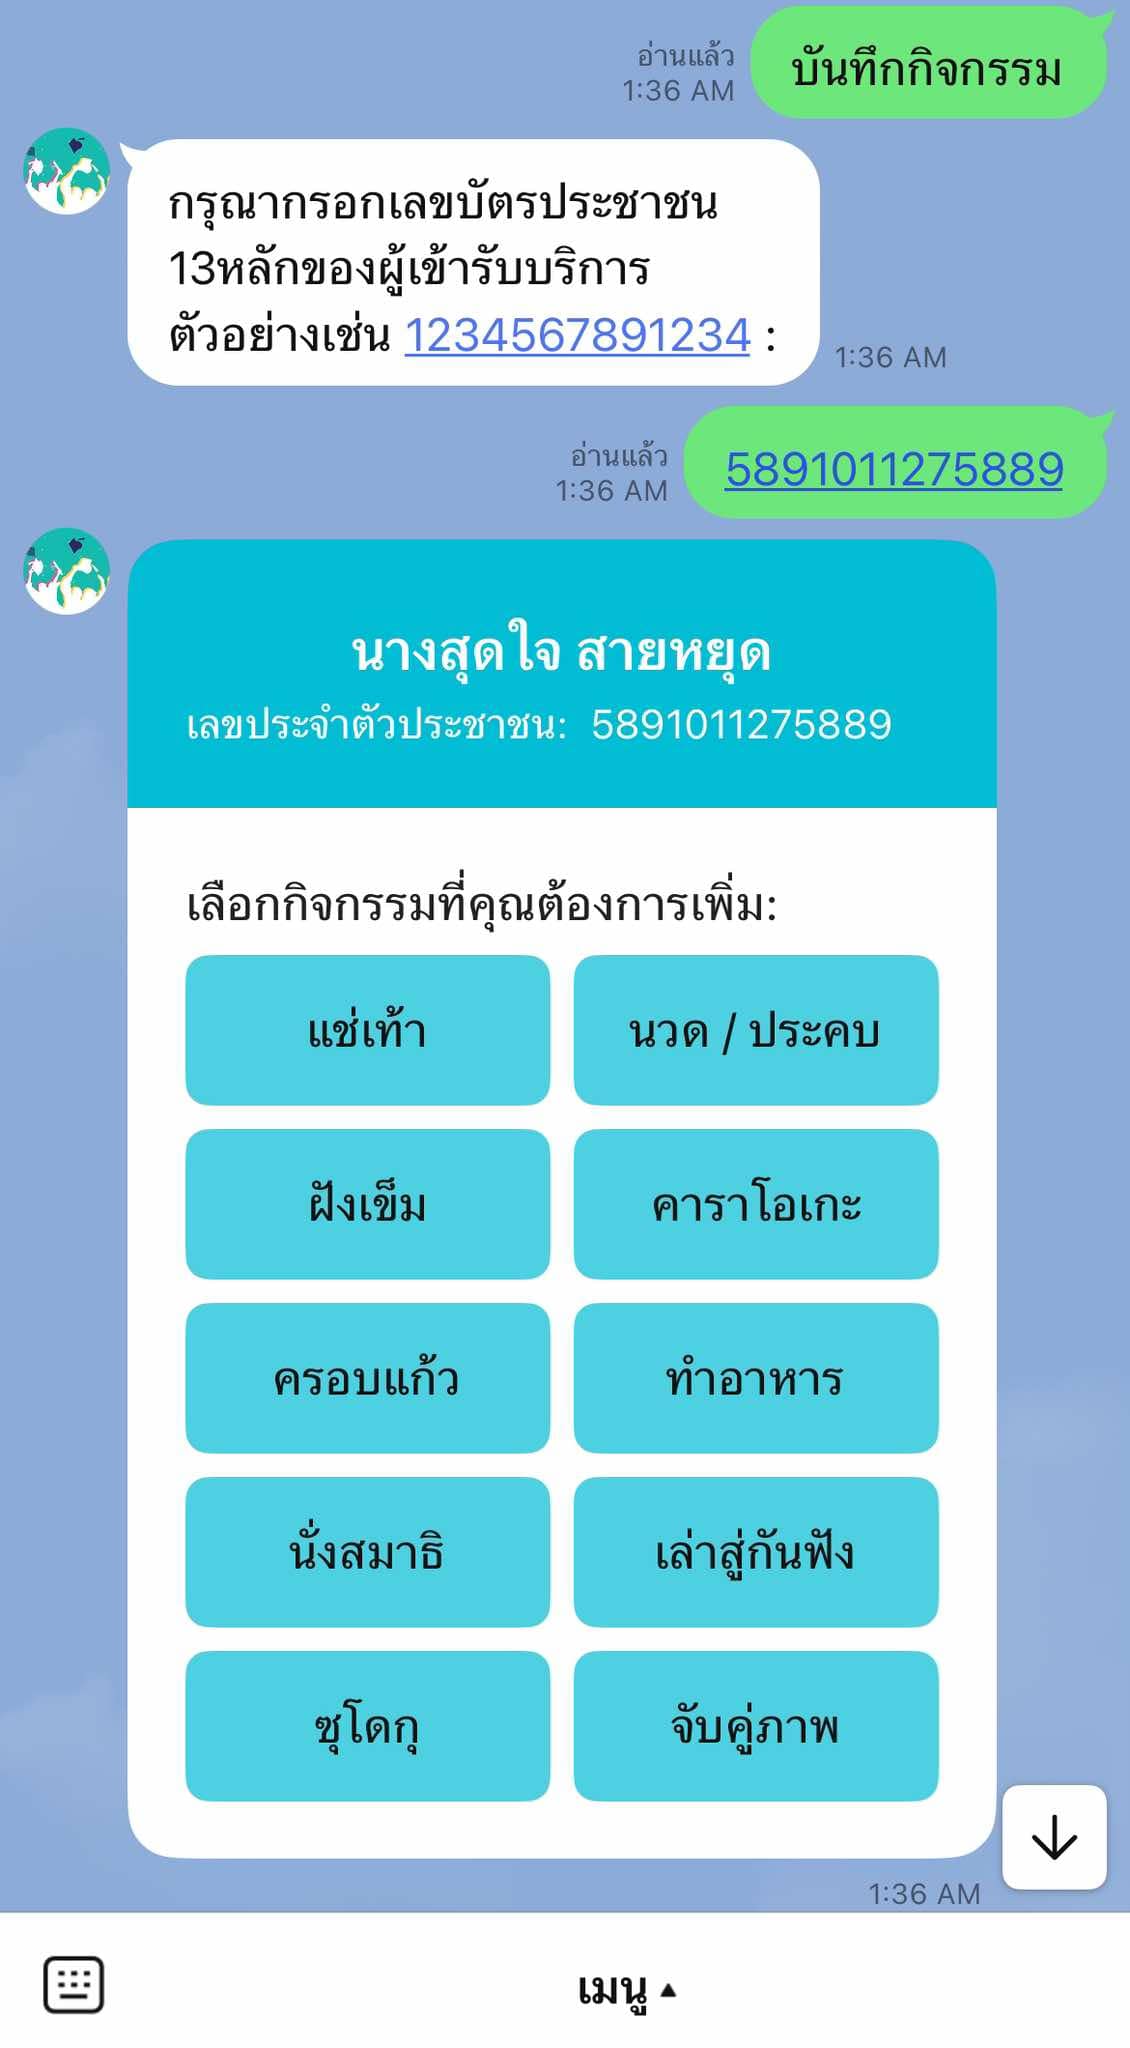 บันทึกกิจกรรม
อ่านแล้ว
1:36 AM
กรุณากรอกเลขบัตรประชาชน
13หลักของผู้เข้ารับบริการ
ตัวอย่างเช่น 1234567891234 :
1:36 AM
5891011275889
อ่านแล้ว
1:36 AM
นางสุดใจ สายหยุด
เลขประจำตัวประชาชน: 5891011275889
เลือกกิจกรรมที่คุณต้องการเพิ่ม:
แช่เท้า นวด / ประคบ
ฝังเข็ม คาราโอเกะ
ครอบแก้ว ทำอาหาร
นั่งสมาธิ เล่าสู่กันฟัง
ซุโดกุ จับคู่ภาพ
1:36 AM
เมนู